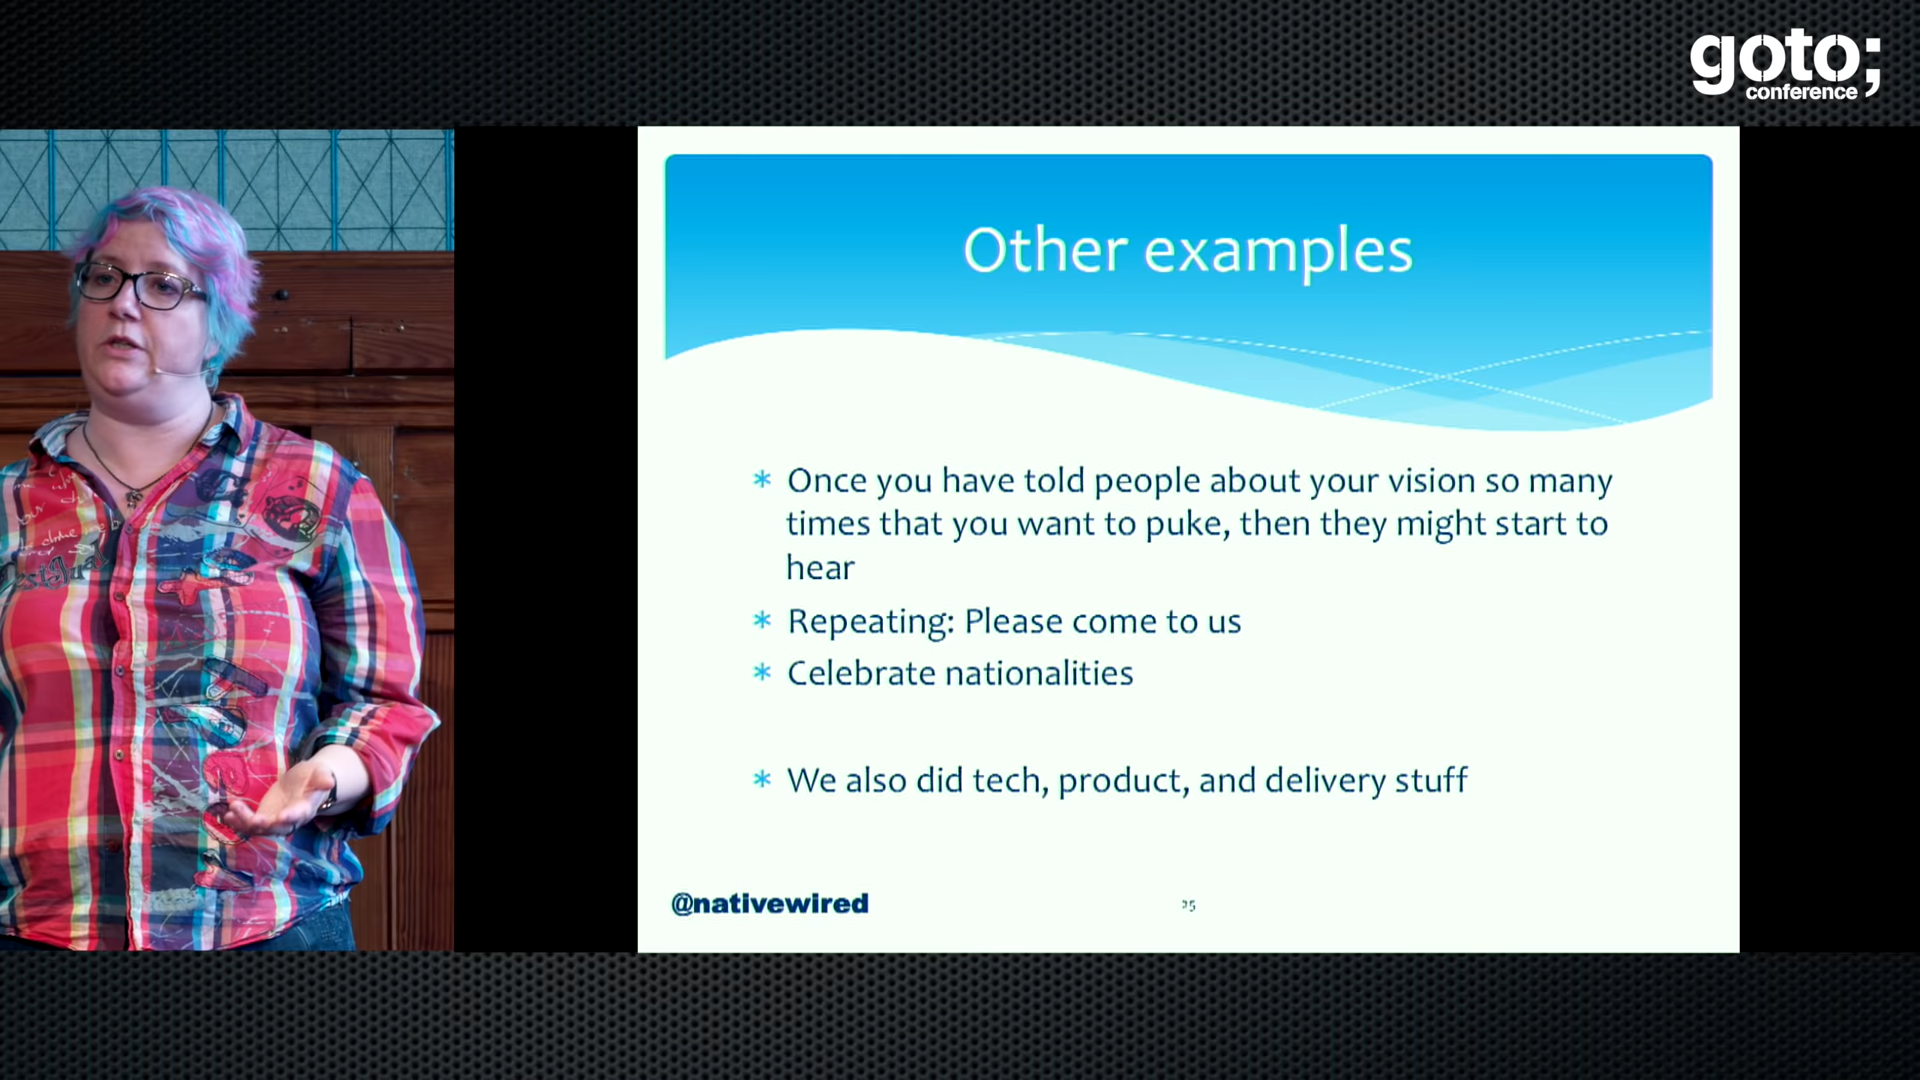 goto;
conference
Other examples
* Once you have told people about your vision so many
times that you want to puke, then they might start to
hear
* Repeating: Please come to us
* Celebrate nationalities
* We also did tech, product, and delivery stuff
@nativewired
25